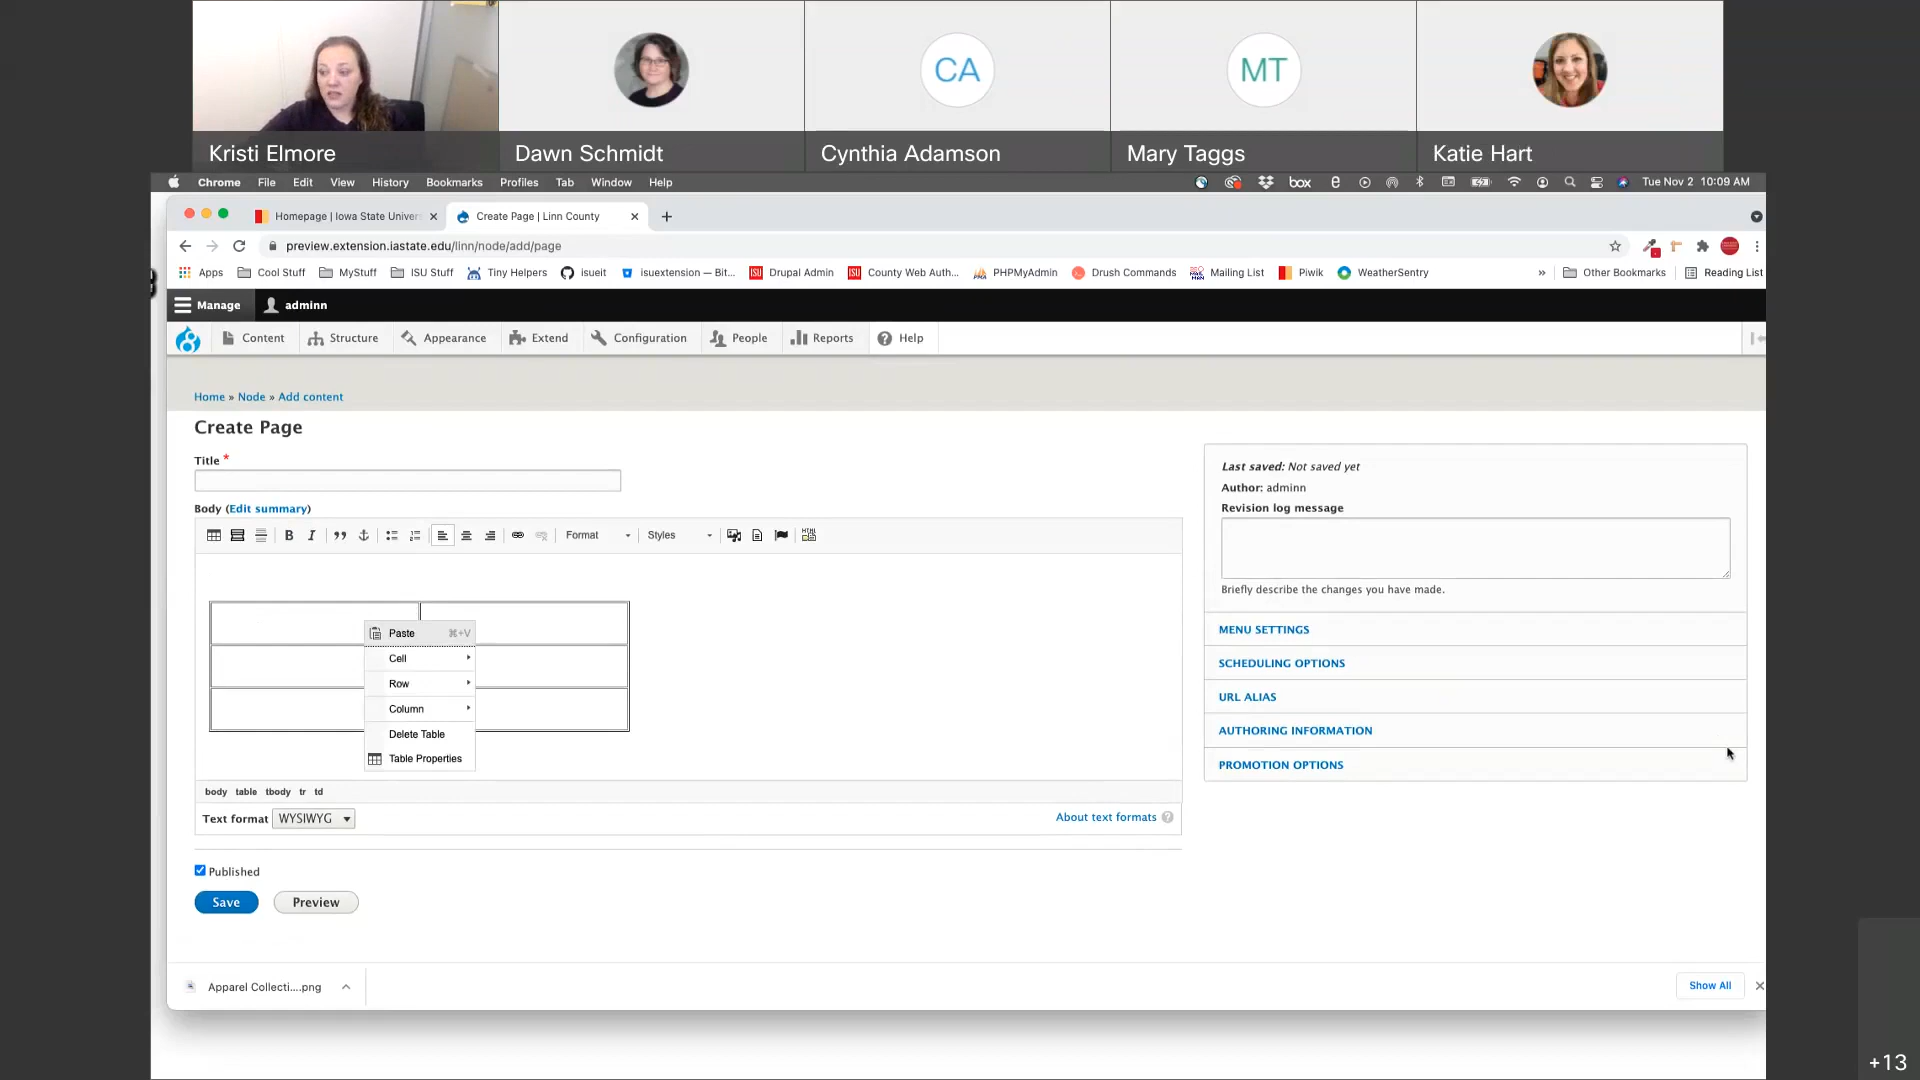 CA
MT
Kristi Elmore
Dawn Schmidt
Cynthia Adamson
Mary Taggs
Katie Hart
Chrome File Edit View History Bookmarks Profiles Tab Window Help
box
Tue Nov 2 10:09 AM
Homepage | Iowa State Univer
Create Page | Linn County
preview.extension.iastate.edu/linn/node/add/page
Apps
Cool Stuff
MyStuff
ISU Stuff
Tiny Helpers
isueit
isuextension — Bit...
Drupal Admin
County Web Auth...
PHPMyAdmin
Drush Commands
Mailing List
Piwik
WeatherSentry
»
Other Bookmarks
Reading List
Manage
adminn
Content
Structure
Appearance
Extend
Configuration
People
Reports
Help
Home » Node » Add content
Create Page
Title *
Body (Edit summary)
B I
Format
Styles
Paste ⌘+V
Cell
Row
Column
Delete Table
Table Properties
body table tbody tr td
Text format WYSIWYG
About text formats ?
Published
Save
Preview
Last saved: Not saved yet
Author: adminn
Revision log message
Briefly describe the changes you have made.
MENU SETTINGS
SCHEDULING OPTIONS
URL ALIAS
AUTHORING INFORMATION
PROMOTION OPTIONS
Apparel Collecti....png
Show All
+13